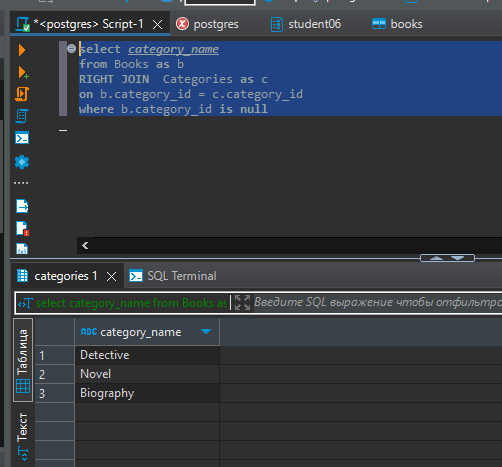 *<postgres> Script-1
postgres
student06
books
select category_name
from Books as b
RIGHT JOIN  Categories as c
on b.category_id = c.category_id
where b.category_id is null
categories 1
SQL Terminal
select category_name from Books as
Введите SQL выражение чтобы отфильтро
Таблица
Текст
ABC category_name
1 Detective
2 Novel
3 Biography